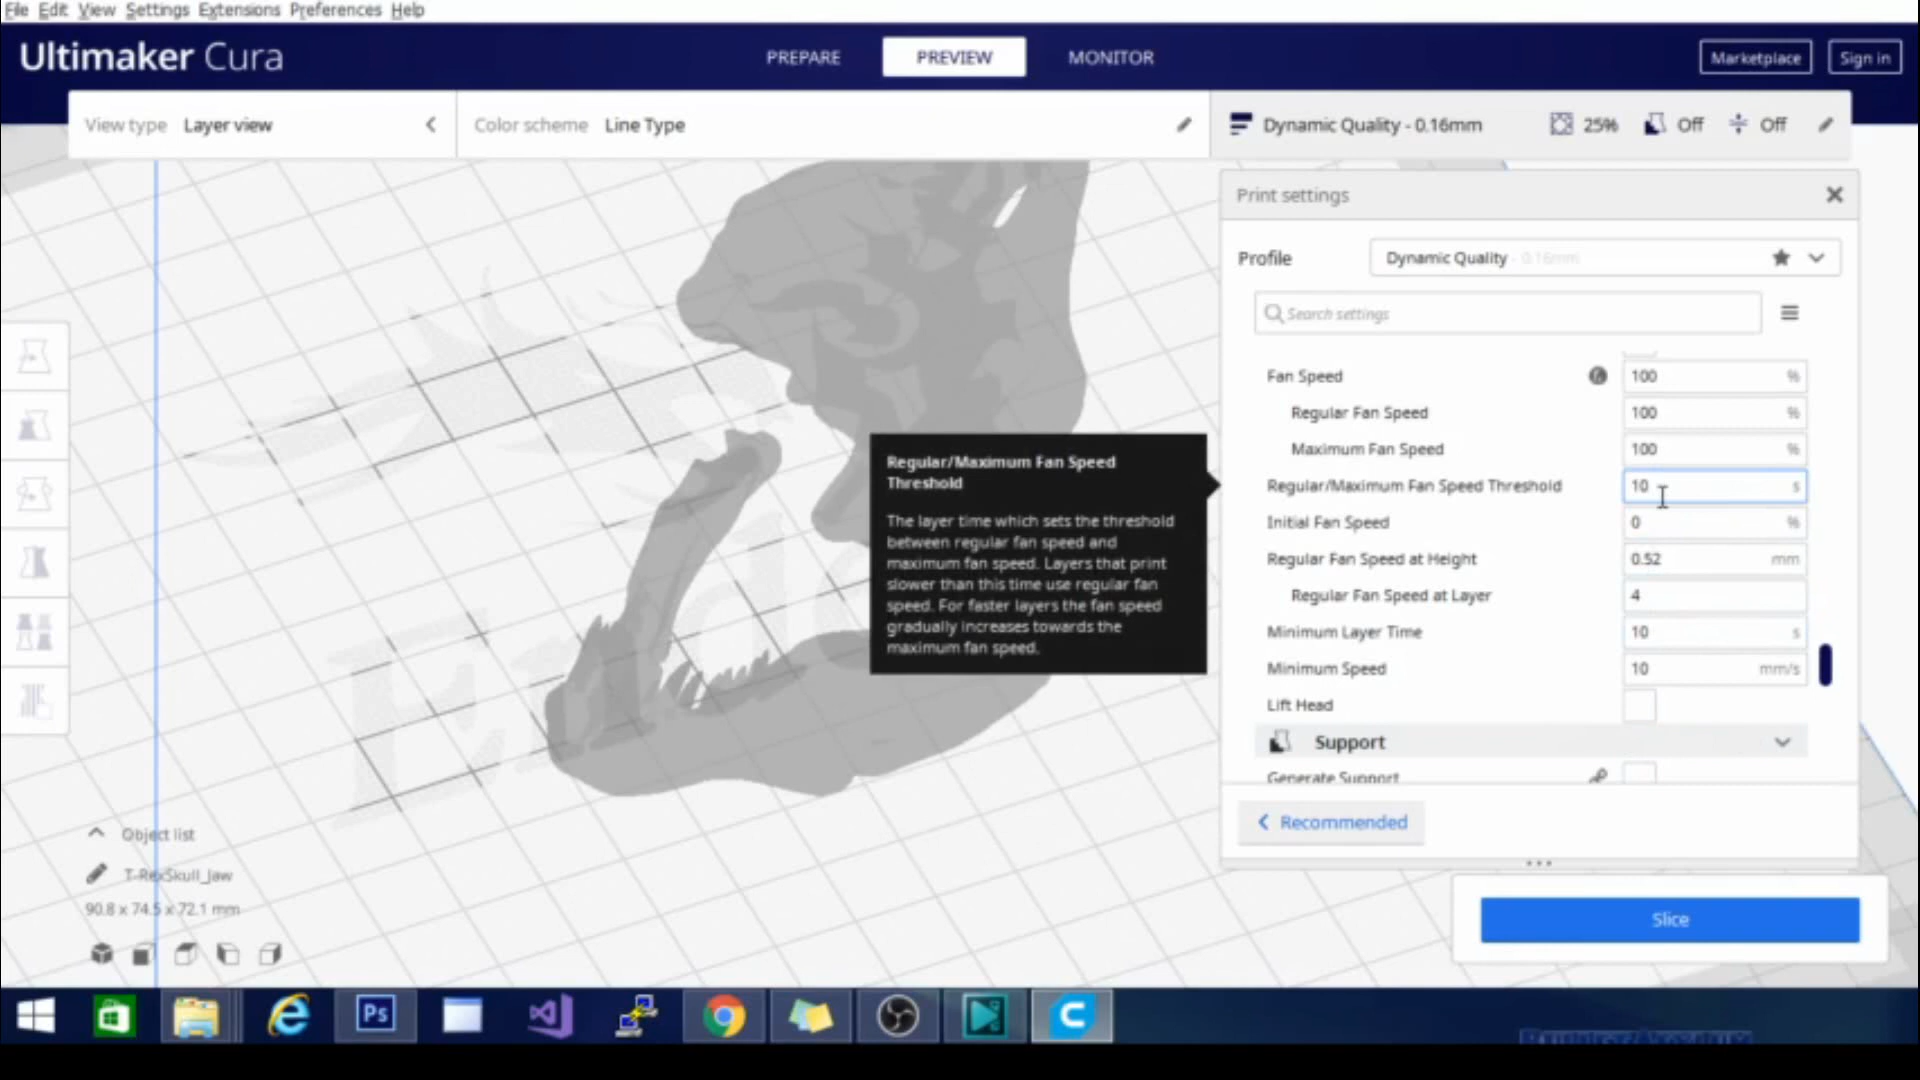 File Edit View Settings Extensions Preferences Help
Ultimaker Cura
PREPARE
PREVIEW
MONITOR
Marketplace
Sign in
View type Layer view
Color scheme Line Type
Dynamic Quality - 0.16mm
25%
Off
Off
Print settings
Profile
Dynamic Quality - 0.16mm
Search settings
Fan Speed 100 %
Regular Fan Speed 100 %
Maximum Fan Speed 100 %
Regular/Maximum Fan Speed Threshold 10 s
Initial Fan Speed 0 %
Regular Fan Speed at Height 0.52 mm
Regular Fan Speed at Layer 4
Minimum Layer Time 10 s
Minimum Speed 10 mm/s
Lift Head
Support
Generate Support
Recommended
Slice
Regular/Maximum Fan Speed
Threshold
The layer time which sets the threshold
between regular fan speed and
maximum fan speed. Layers that print
slower than this time use regular fan
speed. For faster layers the fan speed
gradually increases towards the
maximum fan speed.
Object list
T-RexSkull_Jaw
90.8 x 74.5 x 72.1 mm
Ps